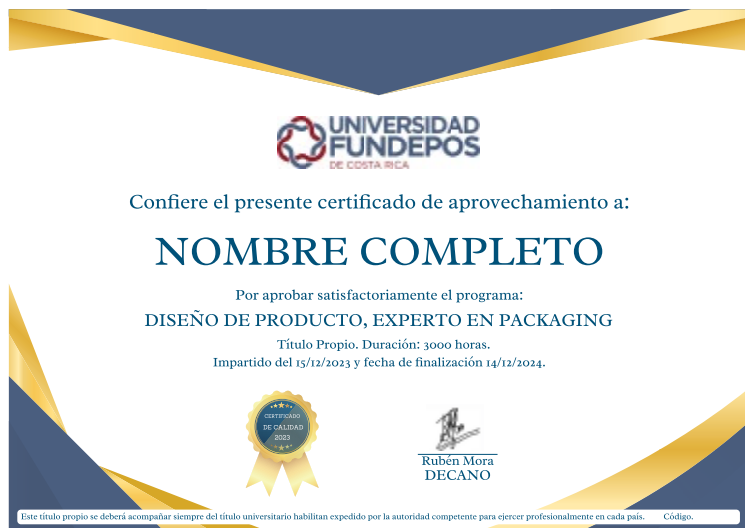 UNIVERSIDAD
FUNDEPOS
DE COSTA RICA
Confiere el presente certificado de aprovechamiento a:
NOMBRE COMPLETO
Por aprobar satisfactoriamente el programa:
DISEÑO DE PRODUCTO, EXPERTO EN PACKAGING
Título Propio. Duración: 3000 horas.
Impartido del 15/12/2023 y fecha de finalización 14/12/2024.
CERTIFICADO
DE CALIDAD
2023
Rubén Mora
DECANO
Este título propio se deberá acompañar siempre del título universitario habilitan expedido por la autoridad competente para ejercer profesionalmente en cada país. Código.